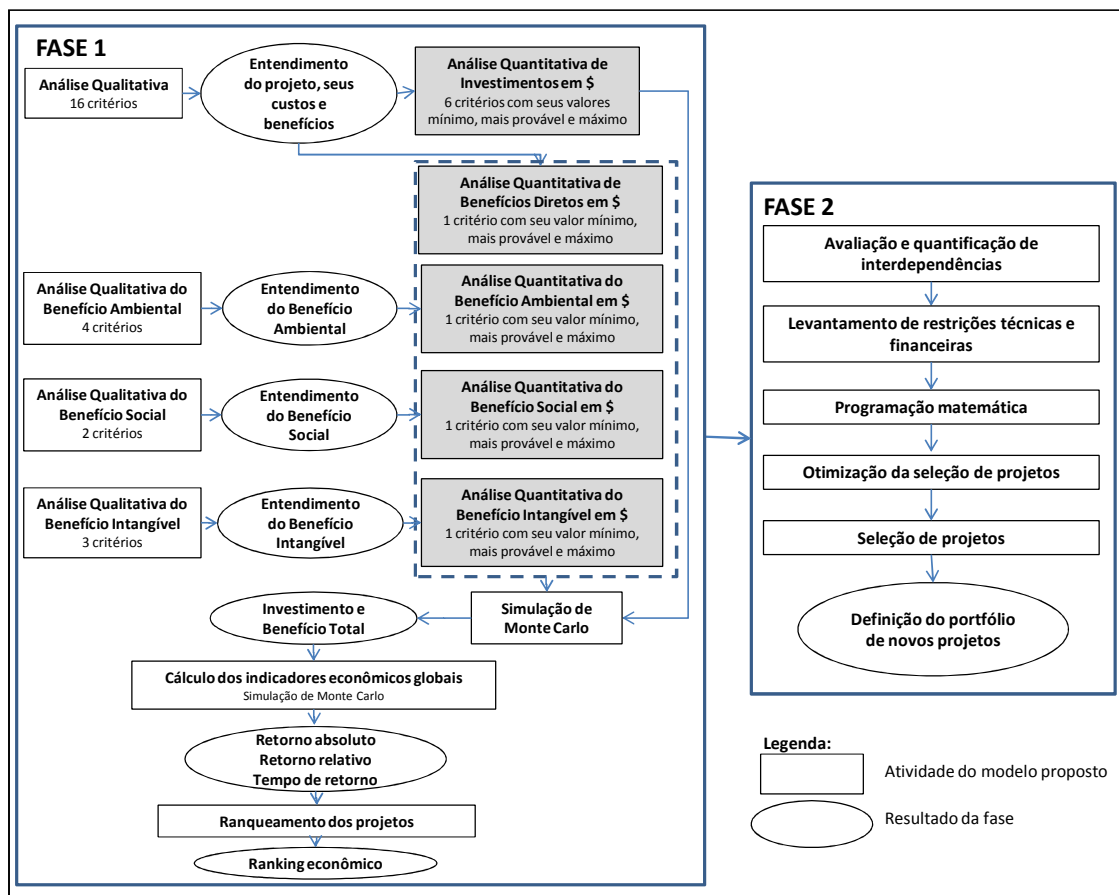 FASE 1
Análise Qualitativa
16 critérios
Entendimento
do projeto, seus
custos e
benefícios
Análise Quantitativa de
Investimentos em $
6 critérios com seus valores
mínimo, mais provável e máximo
Análise Quantitativa de
Benefícios Diretos em $
1 critério com seu valor mínimo,
mais provável e máximo
Análise Qualitativa do
Benefício Ambiental
4 critérios
Entendimento
do Benefício
Ambiental
Análise Quantitativa
do Benefício Ambiental em $
1 critério com seu valor mínimo,
mais provável e máximo
Análise Qualitativa do
Benefício Social
2 critérios
Entendimento
do Benefício
Social
Análise Quantitativa do
Benefício Social em $
1 critério com seu valor mínimo,
mais provável e máximo
Análise Qualitativa do
Benefício Intangível
3 critérios
Entendimento
do Benefício
Intangível
Análise Quantitativa do
Benefício Intangível em $
1 critério com seu valor mínimo,
mais provável e máximo
Simulação de
Monte Carlo
Investimento e
Benefício Total
Cálculo dos indicadores econômicos globais
Simulação de Monte Carlo
Retorno absoluto
Retorno relativo
Tempo de retorno
Ranqueamento dos projetos
Ranking econômico
FASE 2
Avaliação e quantificação de
interdependências
Levantamento de restrições técnicas e
financeiras
Programação matemática
Otimização da seleção de projetos
Seleção de projetos
Definição do portfólio
de novos projetos
Legenda:
Atividade do modelo proposto
Resultado da fase